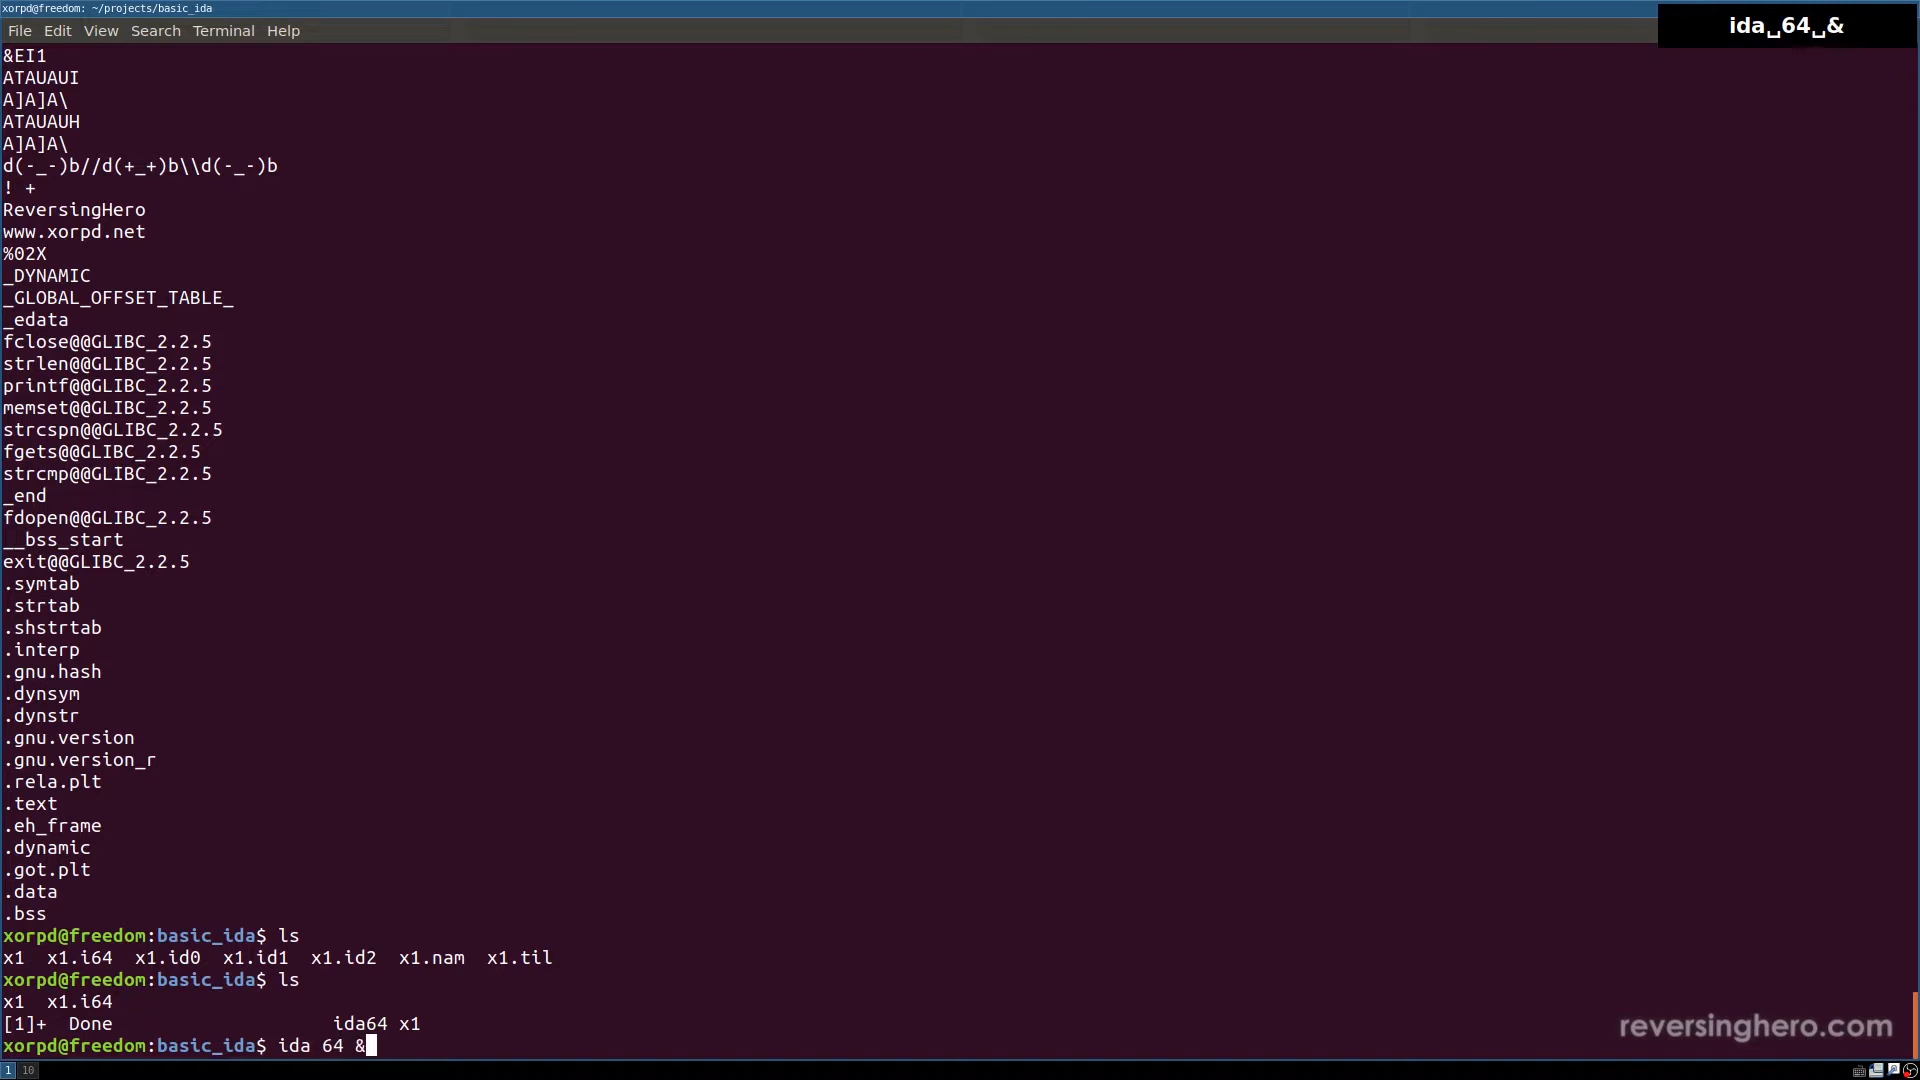 xorpd@freedom: ~/projects/basic_ida
File Edit View Search Terminal Help
ida␣64␣&
&EI1
ATAUAUI
A]A]A\
ATAUAUH
A]A]A\
d(-_-)b//d(+_+)b\\d(-_-)b
! +
ReversingHero
www.xorpd.net
%02X
_DYNAMIC
_GLOBAL_OFFSET_TABLE_
_edata
fclose@@GLIBC_2.2.5
strlen@@GLIBC_2.2.5
printf@@GLIBC_2.2.5
memset@@GLIBC_2.2.5
strcspn@@GLIBC_2.2.5
fgets@@GLIBC_2.2.5
strcmp@@GLIBC_2.2.5
_end
fdopen@@GLIBC_2.2.5
__bss_start
exit@@GLIBC_2.2.5
.symtab
.strtab
.shstrtab
.interp
.gnu.hash
.dynsym
.dynstr
.gnu.version
.gnu.version_r
.rela.plt
.text
.eh_frame
.dynamic
.got.plt
.data
.bss
xorpd@freedom:basic_ida$ ls
x1  x1.i64  x1.id0  x1.id1  x1.id2  x1.nam  x1.til
xorpd@freedom:basic_ida$ ls
x1  x1.i64
[1]+  Done                    ida64 x1
xorpd@freedom:basic_ida$ ida 64 &
reversinghero.com
1 10